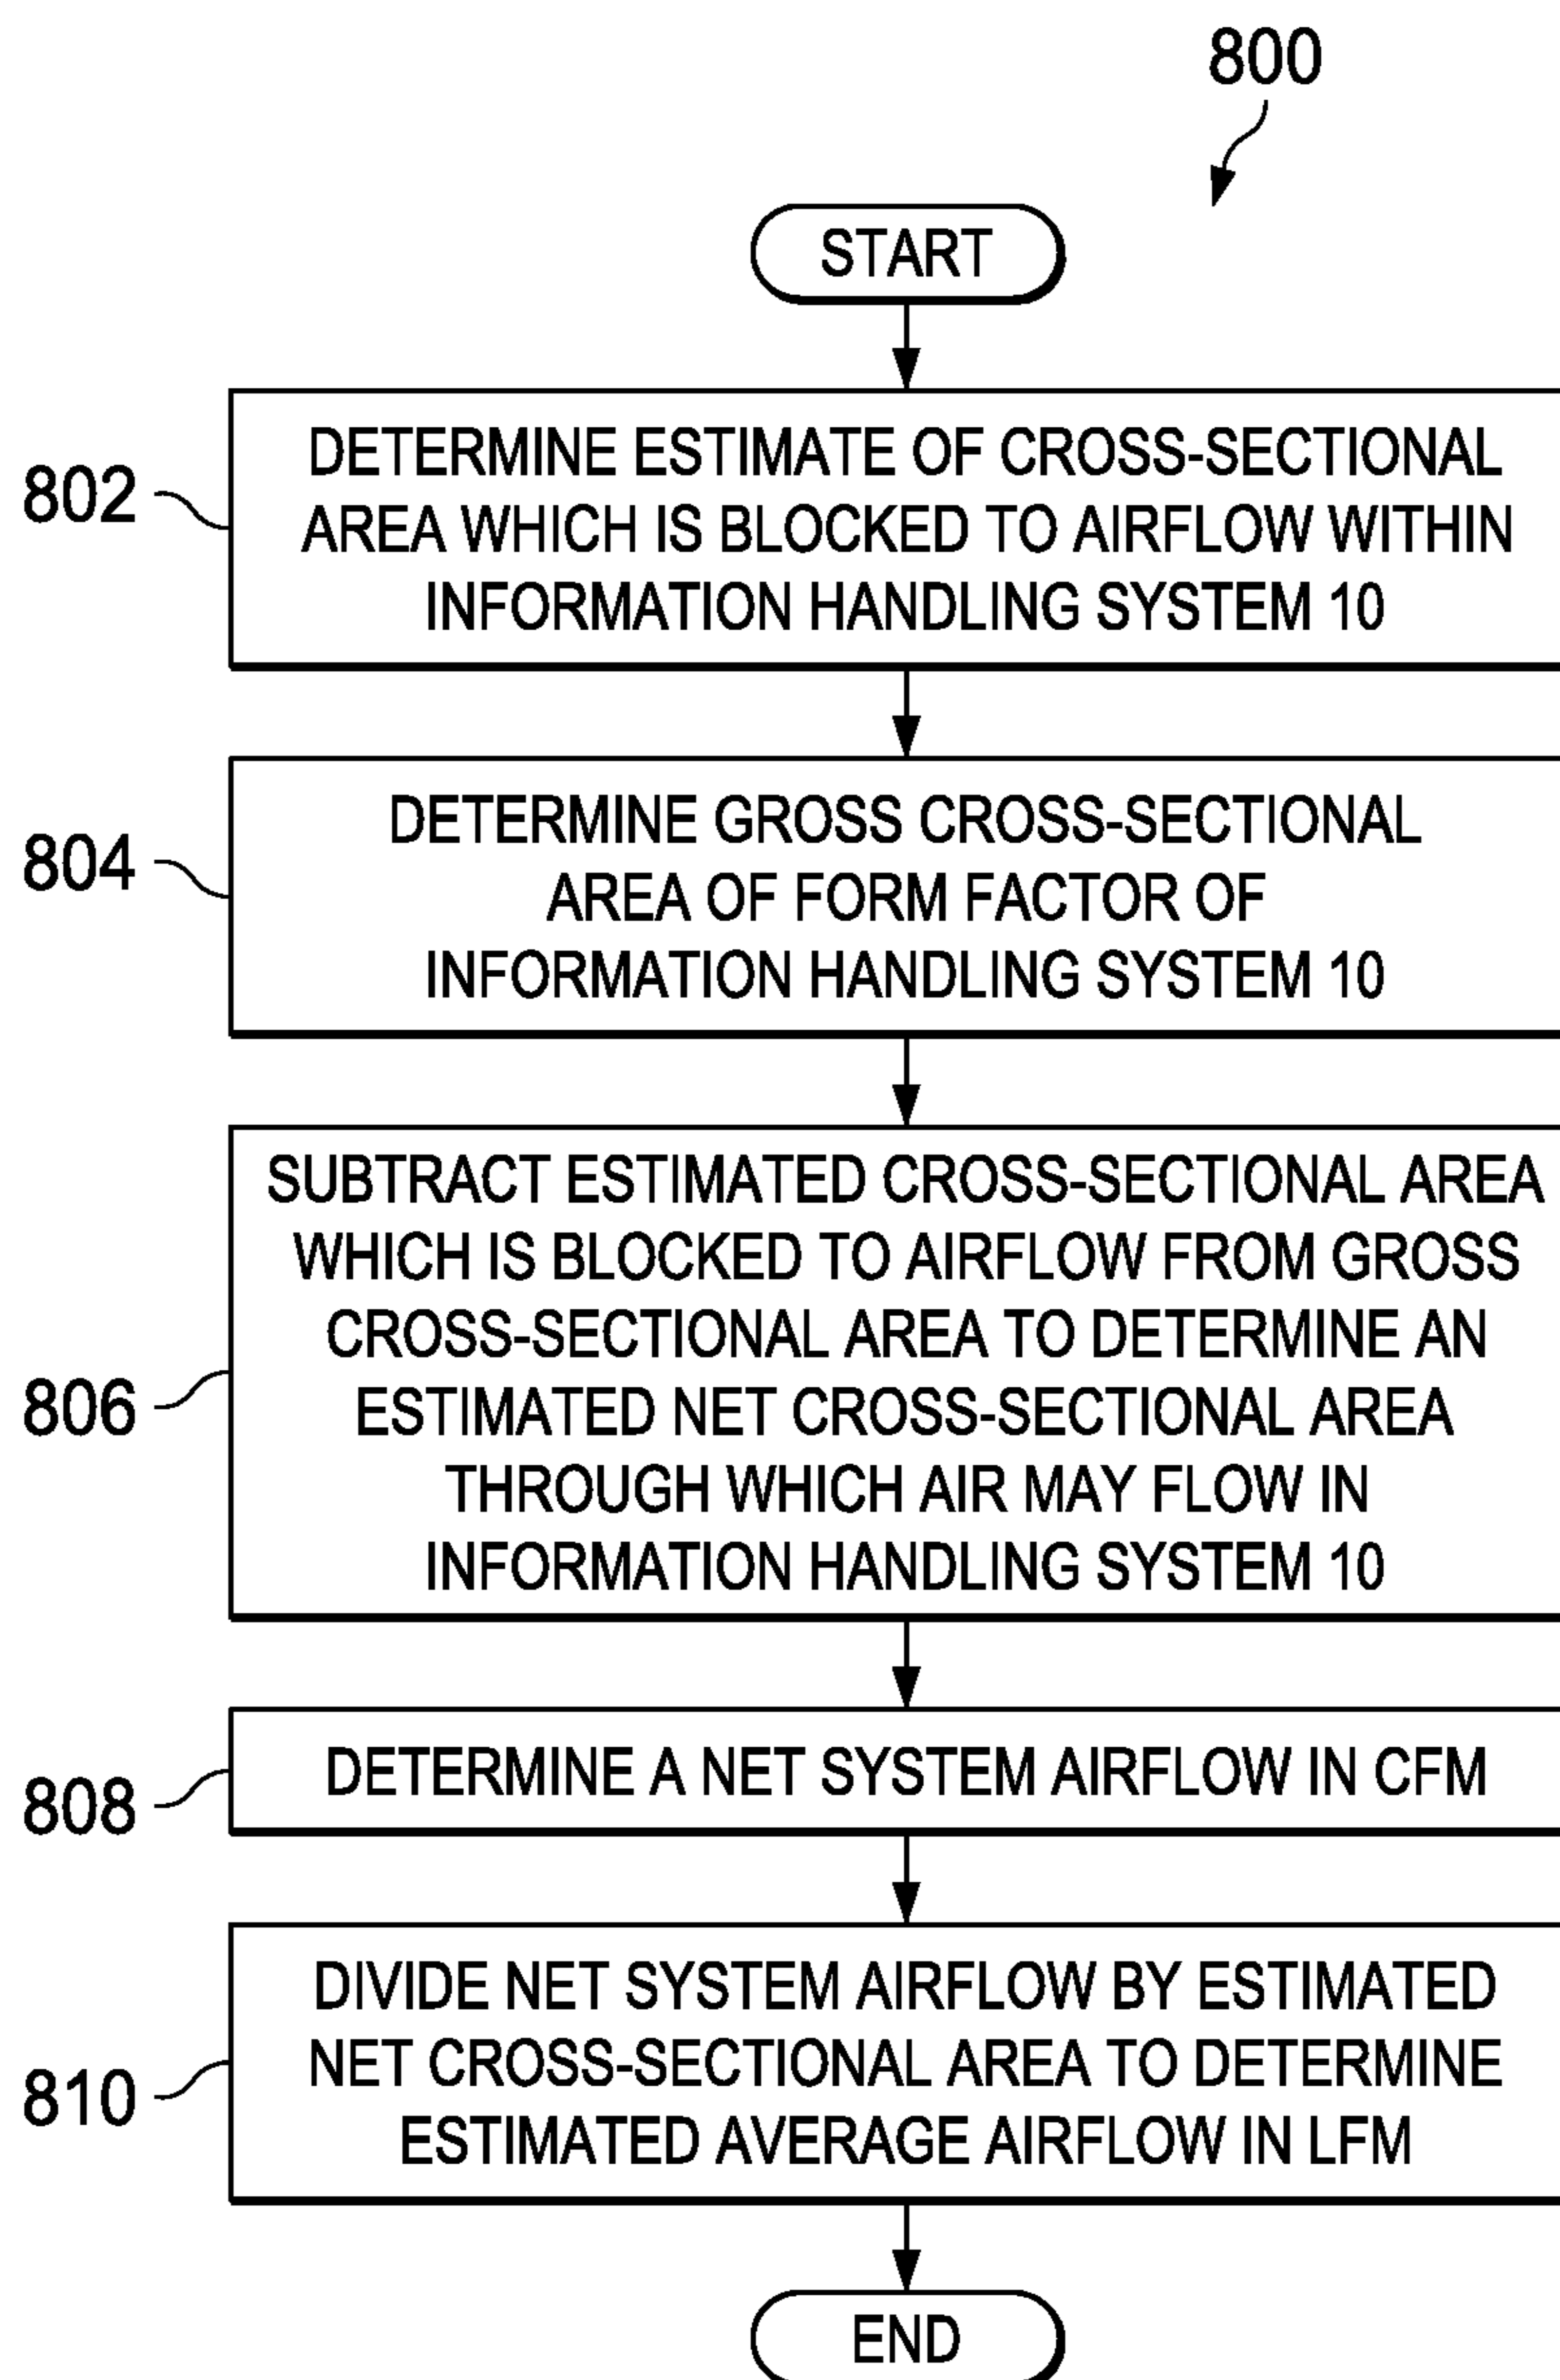 800
START
802
DETERMINE ESTIMATE OF CROSS-SECTIONAL
AREA WHICH IS BLOCKED TO AIRFLOW WITHIN
INFORMATION HANDLING SYSTEM 10
804
DETERMINE GROSS CROSS-SECTIONAL
AREA OF FORM FACTOR OF
INFORMATION HANDLING SYSTEM 10
806
SUBTRACT ESTIMATED CROSS-SECTIONAL AREA
WHICH IS BLOCKED TO AIRFLOW FROM GROSS
CROSS-SECTIONAL AREA TO DETERMINE AN
ESTIMATED NET CROSS-SECTIONAL AREA
THROUGH WHICH AIR MAY FLOW IN
INFORMATION HANDLING SYSTEM 10
808
DETERMINE A NET SYSTEM AIRFLOW IN CFM
810
DIVIDE NET SYSTEM AIRFLOW BY ESTIMATED
NET CROSS-SECTIONAL AREA TO DETERMINE
ESTIMATED AVERAGE AIRFLOW IN LFM
END